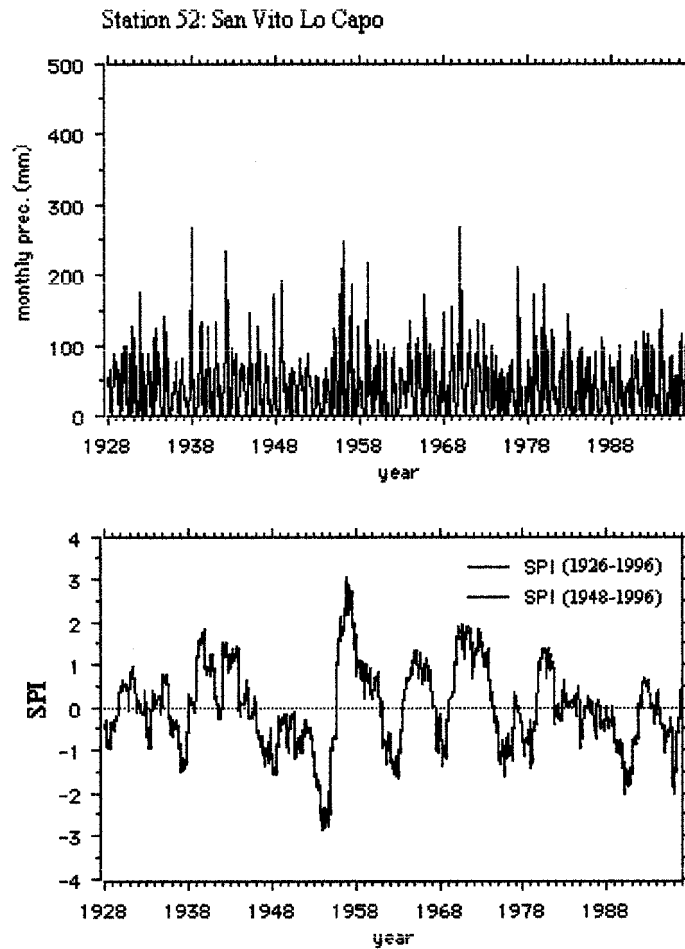 Station 52: San Vito Lo Capo
500
400
300
200
100
0
monthly prec. (mm)
1928 1938 1948 1958 1968 1978 1988
year
4
3
2
1
0
-1
-2
-3
-4
SPI
SPI (1926-1996)
SPI (1948-1996)
1928 1938 1948 1958 1968 1978 1988
year